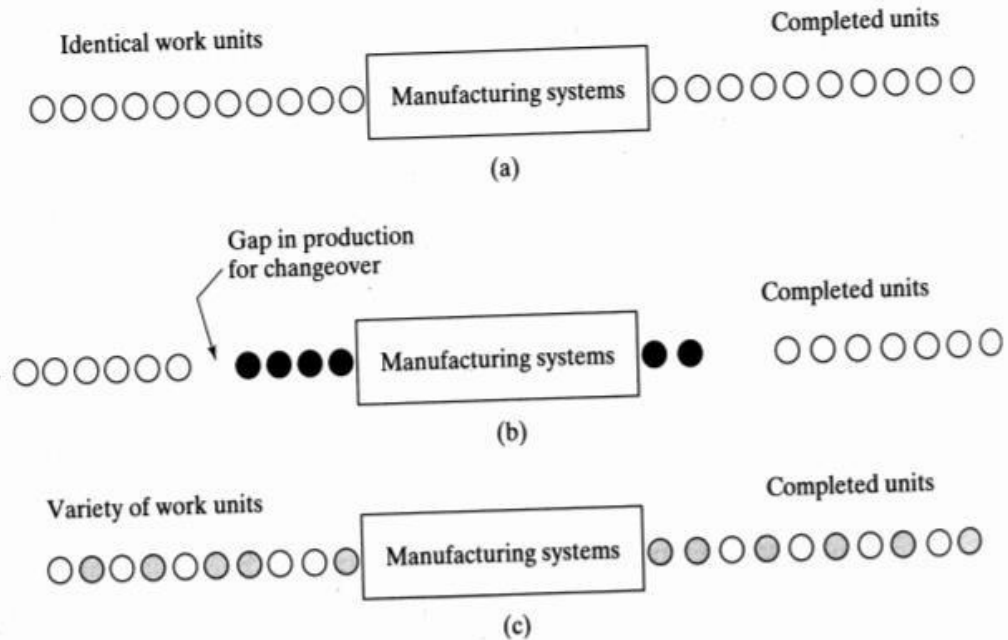 Identical work units
Completed units
Manufacturing systems
(a)
Gap in production
for changeover
Completed units
Manufacturing systems
(b)
Variety of work units
Completed units
Manufacturing systems
(c)